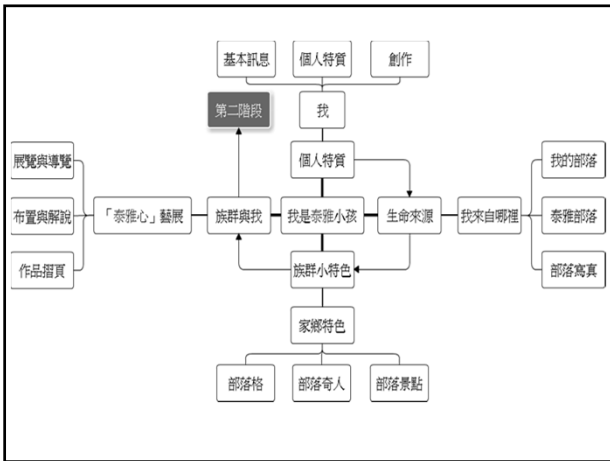 基本訊息
個人特質
創作
第二階段
我
個人特質
展覽與導覽
布置與解說
作品摺頁
「泰雅心」藝展
族群與我
我是泰雅小孩
生命來源
我來自哪裡
我的部落
泰雅部落
部落寫真
族群小特色
家鄉特色
部落格
部落奇人
部落景點